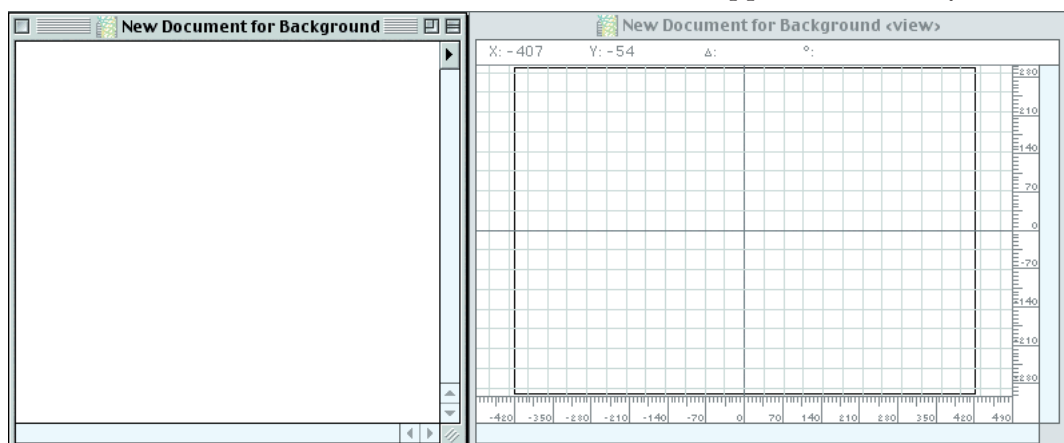 New Document for Background
New Document for Background <view>
X: -407 Y: -54 Δ: °:
280
210
140
70
0
-70
-140
-210
-280
-420 -350 -280 -210 -140 -70 0 70 140 210 280 350 420 490